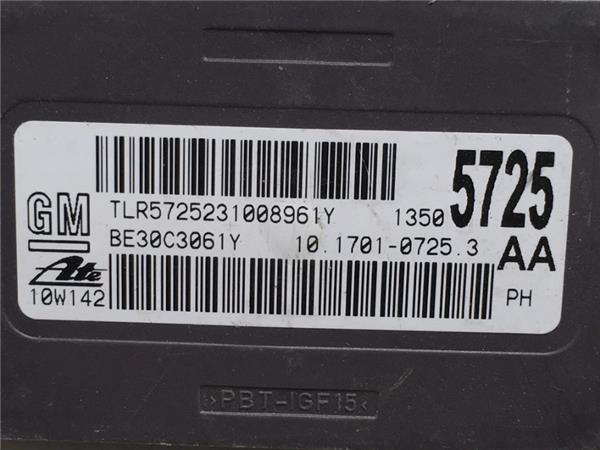 GM
TLR5725231008961Y 1350 5725
BE30C3061Y 10.1701-0725.3 AA
Ate
10W142 PH
>PBT-IGF15<